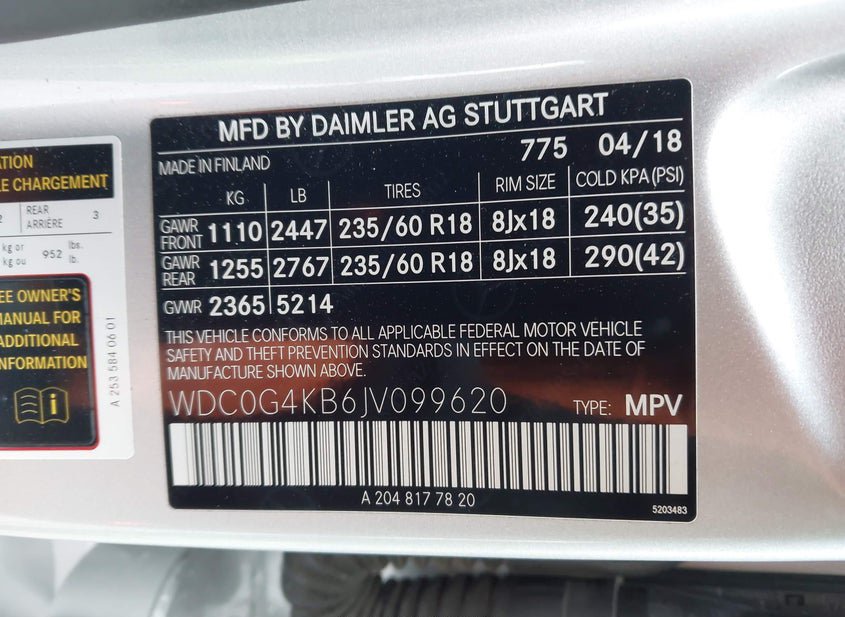 ATION
E CHARGEMENT
2 REAR ARRIÈRE 3
kg or kg ou 952 lbs. lb.
EE OWNER'S
MANUAL FOR
ADDITIONAL
INFORMATION
A 253 584 06 01
MFD BY DAIMLER AG STUTTGART
775 04/18
MADE IN FINLAND
KG LB TIRES RIM SIZE COLD KPA (PSI)
GAWR FRONT 1110 2447 235/60 R18 8Jx18 240(35)
GAWR REAR 1255 2767 235/60 R18 8Jx18 290(42)
GVWR 2365 5214
THIS VEHICLE CONFORMS TO ALL APPLICABLE FEDERAL MOTOR VEHICLE
SAFETY AND THEFT PREVENTION STANDARDS IN EFFECT ON THE DATE OF
MANUFACTURE SHOWN ABOVE.
WDC0G4KB6JV099620 TYPE: MPV
A 204 817 78 20
5203483